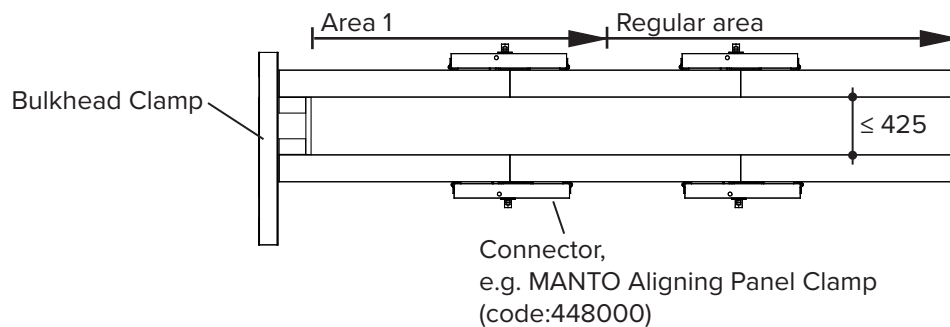 Area 1
Regular area
Bulkhead Clamp
≤ 425
Connector,
e.g. MANTO Aligning Panel Clamp
(code:448000)